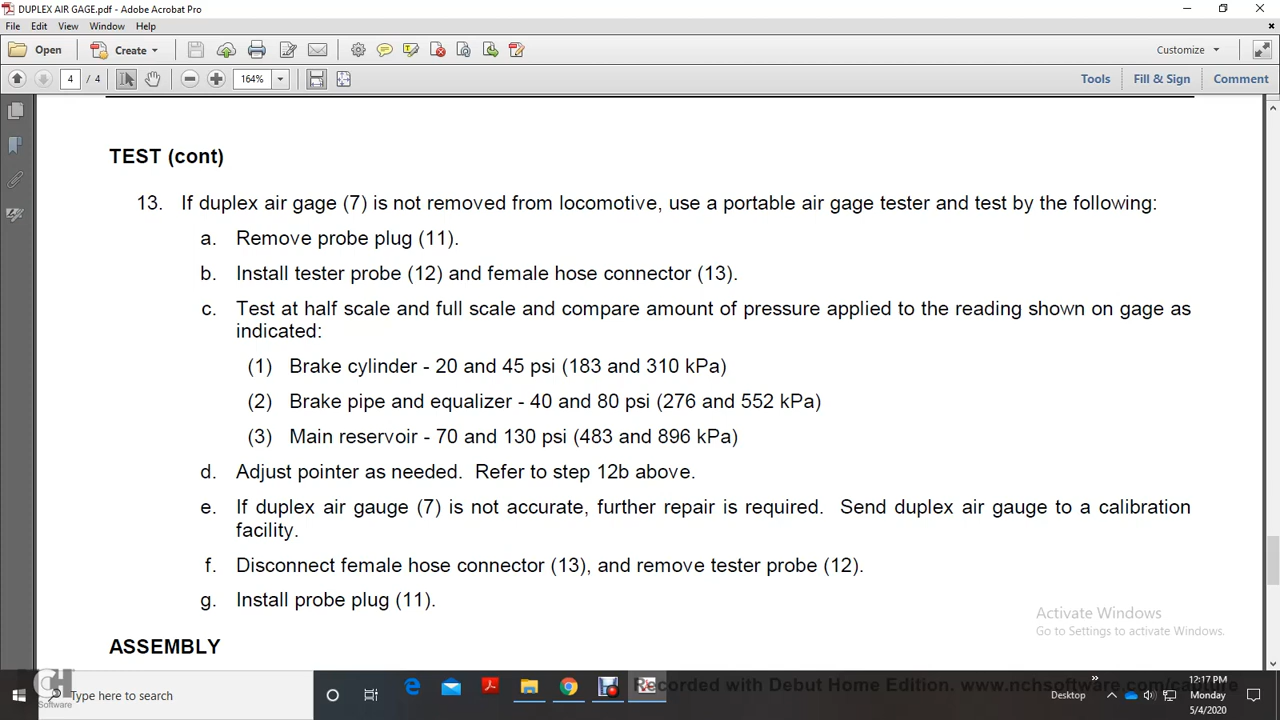 DUPLEX AIR GAGE.pdf - Adobe Acrobat Pro
File Edit View Window Help
Open Create Customize
4 / 4 164% Tools Fill & Sign Comment
TEST (cont)
13. If duplex air gage (7) is not removed from locomotive, use a portable air gage tester and test by the following:
a. Remove probe plug (11).
b. Install tester probe (12) and female hose connector (13).
c. Test at half scale and full scale and compare amount of pressure applied to the reading shown on gage as
indicated:
(1) Brake cylinder - 20 and 45 psi (183 and 310 kPa)
(2) Brake pipe and equalizer - 40 and 80 psi (276 and 552 kPa)
(3) Main reservoir - 70 and 130 psi (483 and 896 kPa)
d. Adjust pointer as needed. Refer to step 12b above.
e. If duplex air gauge (7) is not accurate, further repair is required. Send duplex air gauge to a calibration
facility.
f. Disconnect female hose connector (13), and remove tester probe (12).
g. Install probe plug (11).
Activate Windows
Go to Settings to activate Windows.
ASSEMBLY
NCH Software
Type here to search
Recorded with Debut Home Edition. www.nchsoftware.com/capture
Desktop
12:17 PM
Monday
5/4/2020